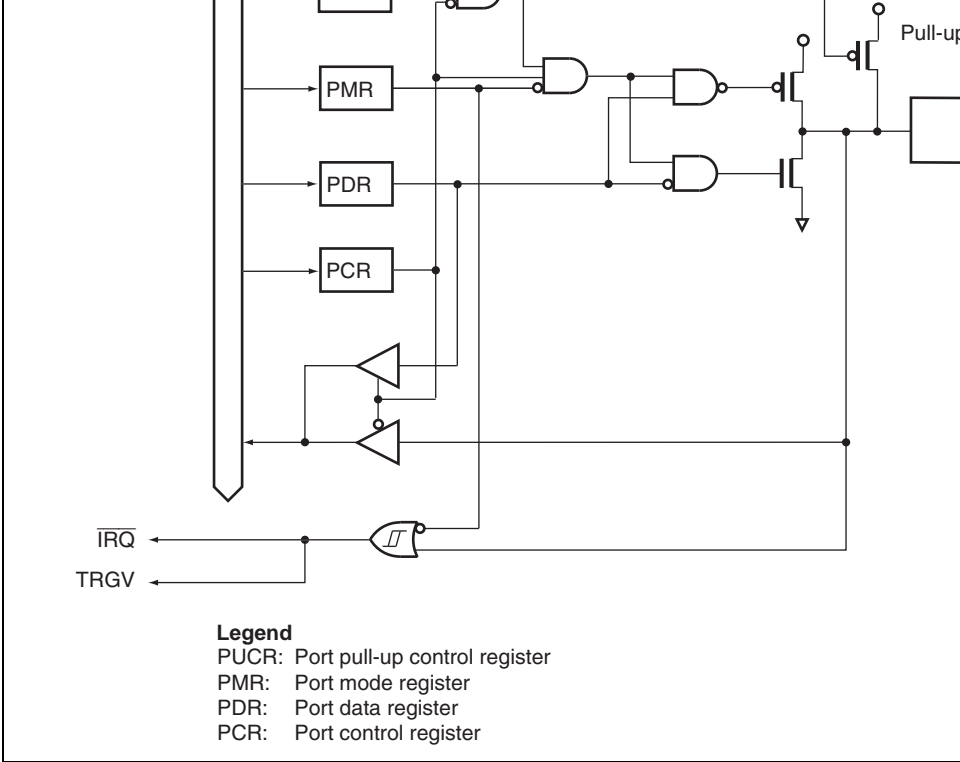 Pull-up
PMR
PDR
PCR
IRQ
TRGV
Legend
PUCR: Port pull-up control register
PMR: Port mode register
PDR: Port data register
PCR: Port control register